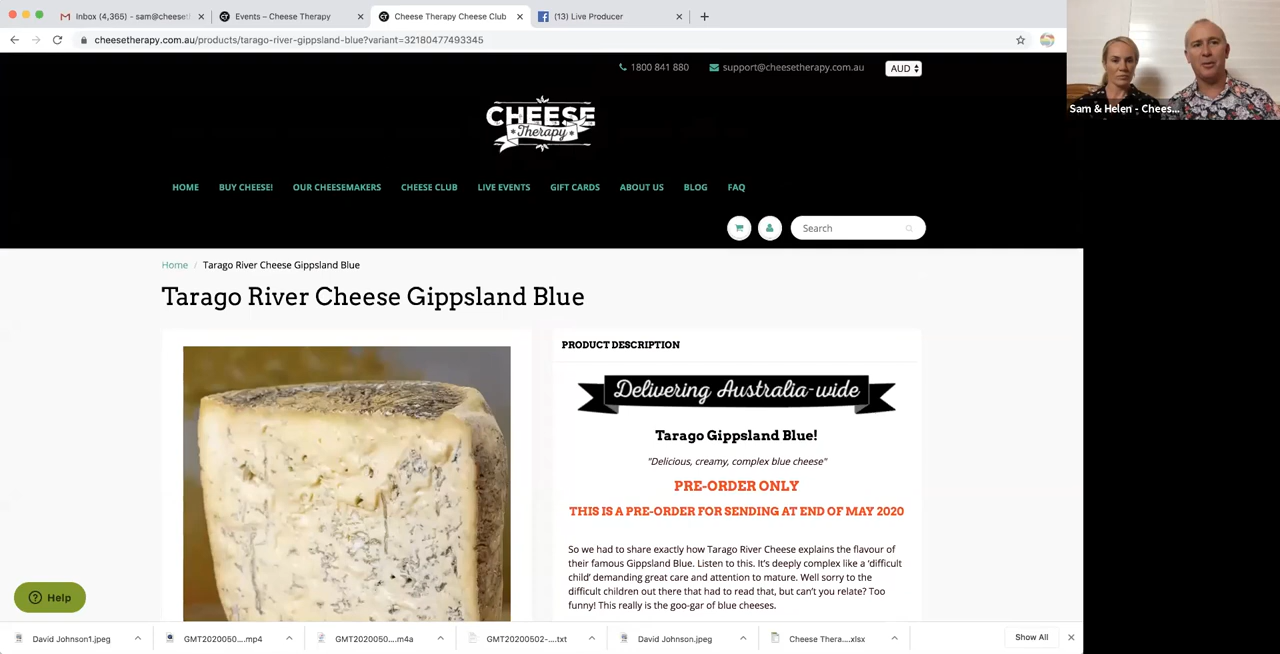 Inbox (4,365) - sam@cheeset
Events – Cheese Therapy
Cheese Therapy Cheese Club
(13) Live Producer
cheesetherapy.com.au/products/tarago-river-gippsland-blue?variant=32180477493345
Sam & Helen - Chees...
1800 841 880
support@cheesetherapy.com.au
AUD
CHEESE
Therapy
HOME
BUY CHEESE!
OUR CHEESEMAKERS
CHEESE CLUB
LIVE EVENTS
GIFT CARDS
ABOUT US
BLOG
FAQ
Search
Home / Tarago River Cheese Gippsland Blue
Tarago River Cheese Gippsland Blue
PRODUCT DESCRIPTION
Delivering Australia-wide
Tarago Gippsland Blue!
"Delicious, creamy, complex blue cheese"
PRE-ORDER ONLY
THIS IS A PRE-ORDER FOR SENDING AT END OF MAY 2020
So we had to share exactly how Tarago River Cheese explains the flavour of
their famous Gippsland Blue. Listen to this. It's deeply complex like a 'difficult
child' demanding great care and attention to mature. Well sorry to the
difficult children out there that had to read that, but can't you relate? Too
funny! This really is the goo-gar of blue cheeses.
Help
David Johnson1.jpeg
GMT2020050....mp4
GMT202050....m4a
GMT20200502-....txt
David Johnson.jpeg
Cheese Thera....xlsx
Show All